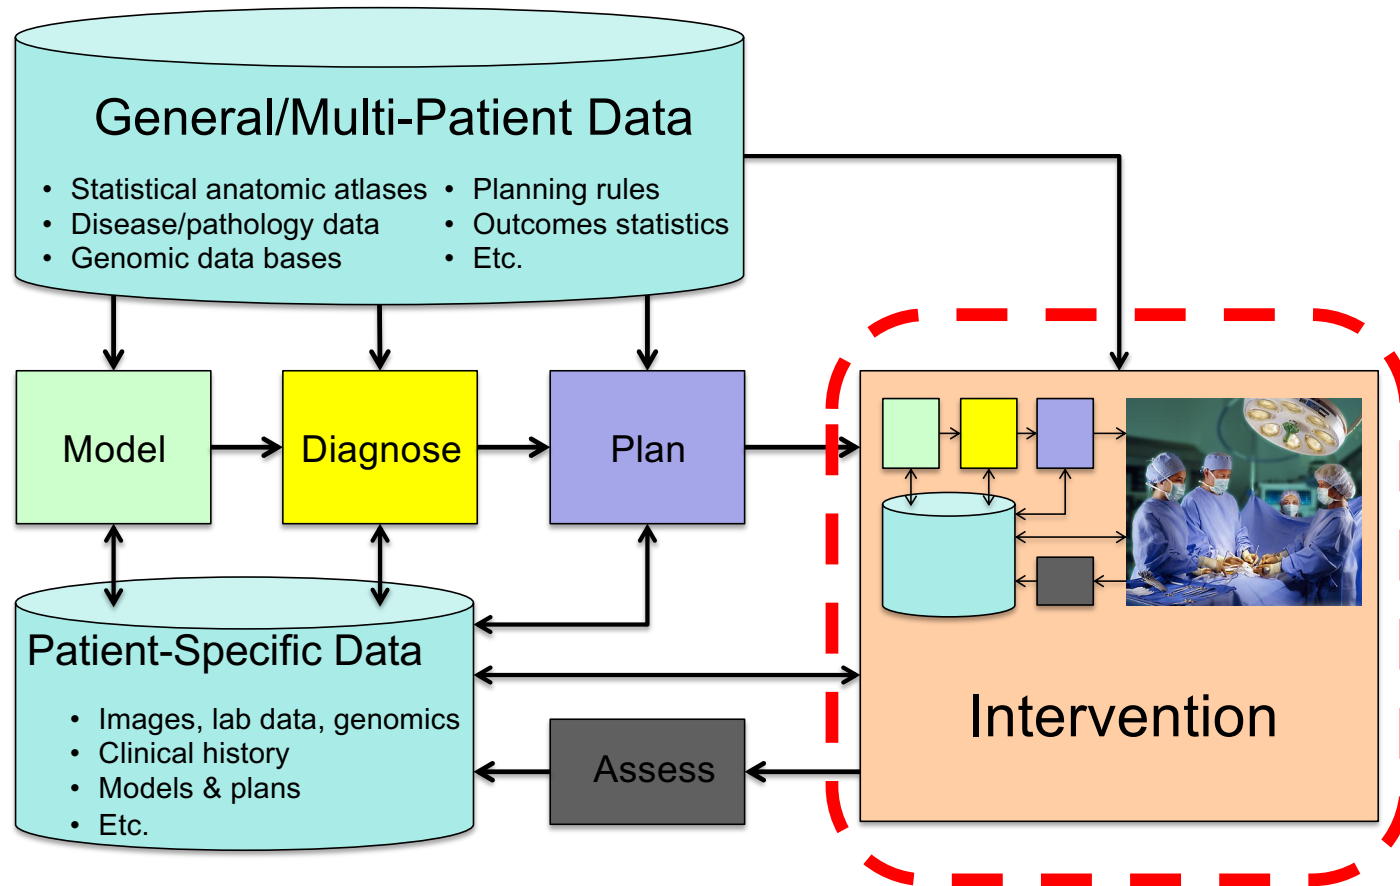 General/Multi-Patient Data
• Statistical anatomic atlases
• Disease/pathology data
• Genomic data bases
• Planning rules
• Outcomes statistics
• Etc.
Model
Diagnose
Plan
Patient-Specific Data
• Images, lab data, genomics
• Clinical history
• Models & plans
• Etc.
Assess
Intervention